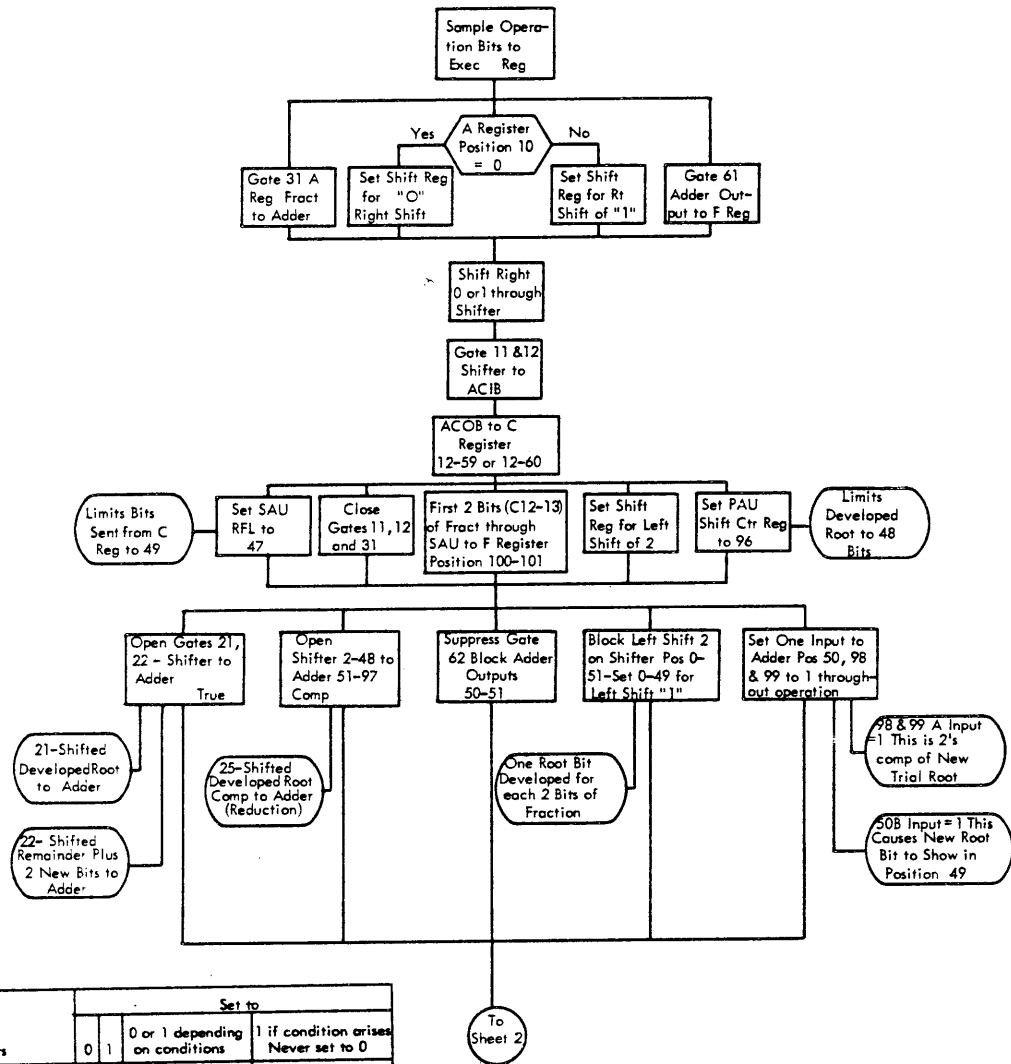 Sample Opera-
tion Bits to
Exec Reg
Yes
A Register
Position 10
= 0
No
Gate 31 A
Reg Fract
to Adder
Set Shift Reg
for "O"
Right Shift
Set Shift
Reg for Rt
Shift of "1"
Gate 61
Adder Out-
put to F Reg
Shift Right
0 or 1 through
Shifter
Gate 11 & 12
Shifter to
ACIB
ACOB to C
Register
12-59 or 12-60
Limits Bits
Sent from C
Reg to 49
Set SAU
RFL to
47
Close
Gates 11, 12
and 31
First 2 Bits (C12-13)
of Fract through
SAU to F Register
Position 100-101
Set Shift
Reg for Left
Shift of 2
Set PAU
Shift Ctr Reg
to 96
Limits
Developed
Root to 48
Bits
Open Gates 21,
22 - Shifter to
Adder
True
Open
Shifter 2-48 to
Adder 51-97
Comp
Suppress Gate
62 Block Adder
Outputs
50-51
Block Left Shift 2
on Shifter Pos 0-
51-Set 0-49 for
Left Shift "1"
Set One Input to
Adder Pos 50, 98
& 99 to 1 through-
out operation
21-Shifted
Developed Root
to Adder
22- Shifted
Remainder Plus
2 New Bits to
Adder
25-Shifted
Developed Root
Comp to Adder
(Reduction)
One Root Bit
Developed for
each 2 Bits of
Fraction
98 & 99 A Input
=1 This is 2's
comp of New
Trial Root
50B Input = 1 This
Causes New Root
Bit to Show in
Position 49
To
Sheet 2
Set to
0
1
0 or 1 depending
on conditions
1 if condition arises
Never set to 0